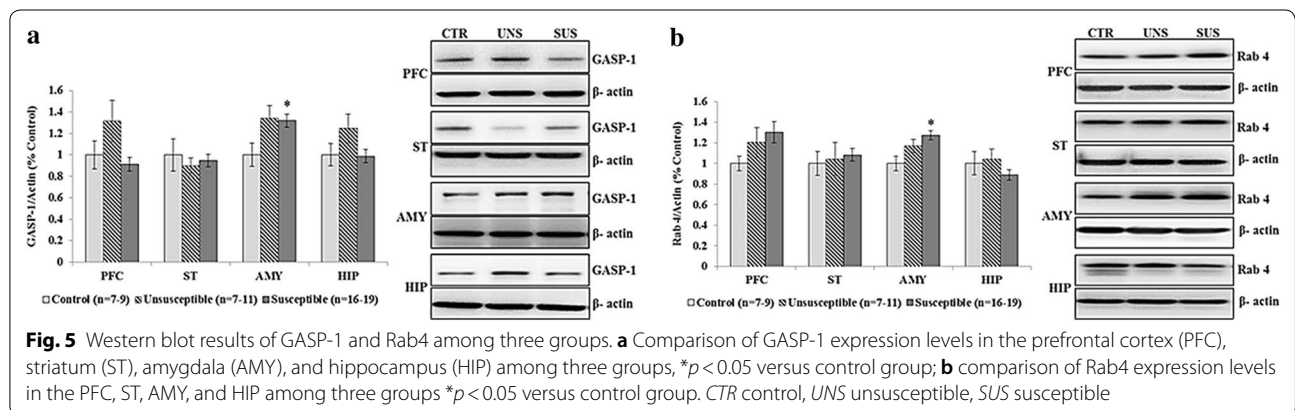 a
CTR UNS SUS
PFC
GASP-1
β- actin
ST
GASP-1
β- actin
AMY
GASP-1
β- actin
HIP
GASP-1
β- actin
GASP-1/Actin (% Control)
1.6
1.4
1.2
1
0.8
0.6
0.4
0.2
0
*
PFC ST AMY HIP
Control (n=7-9) Unsusceptible (n=7-11) Susceptible (n=16-19)
b
CTR UNS SUS
PFC
Rab 4
β- actin
ST
Rab 4
β- actin
AMY
Rab 4
β- actin
HIP
Rab 4
β- actin
Rab 4/Actin (% Control)
1.6
1.4
1.2
1
0.8
0.6
0.4
0.2
0
*
PFC ST AMY HIP
Control (n=7-9) Unsusceptible (n=7-11) Susceptible (n=16-19)
Fig. 5 Western blot results of GASP-1 and Rab4 among three groups. a Comparison of GASP-1 expression levels in the prefrontal cortex (PFC),
striatum (ST), amygdala (AMY), and hippocampus (HIP) among three groups, *p < 0.05 versus control group; b comparison of Rab4 expression levels
in the PFC, ST, AMY, and HIP among three groups *p < 0.05 versus control group. CTR control, UNS unsusceptible, SUS susceptible